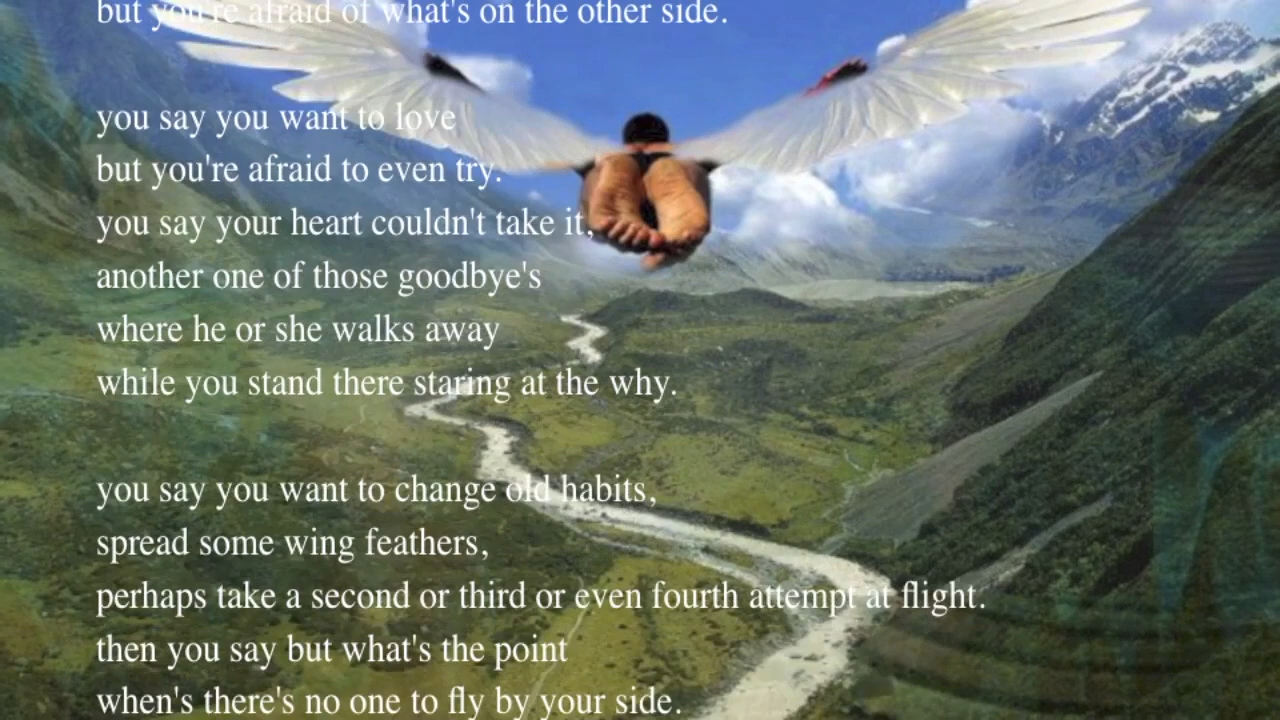 but you're afraid of what's on the other side.
you say you want to love
but you're afraid to even try.
you say your heart couldn't take it,
another one of those goodbye's
where he or she walks away
while you stand there staring at the why.
you say you want to change old habits,
spread some wing feathers,
perhaps take a second or third or even fourth attempt at flight.
then you say but what's the point
when's there's no one to fly by your side.